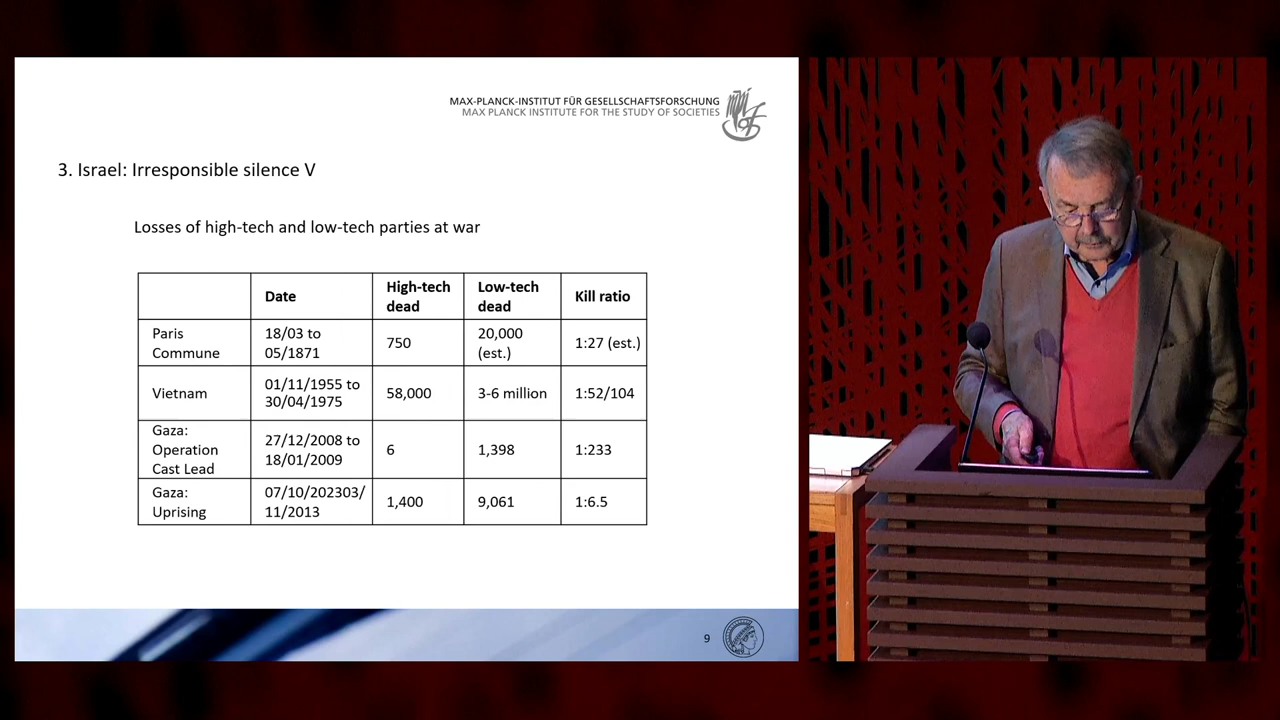 MAX-PLANCK-INSTITUT FÜR GESELLSCHAFTSFORSCHUNG
MAX PLANCK INSTITUTE FOR THE STUDY OF SOCIETIES
3. Israel: Irresponsible silence V
Losses of high-tech and low-tech parties at war
Date
High-tech dead
Low-tech dead
Kill ratio
Paris
Commune
18/03 to
05/1871
750
20,000
(est.)
1:27 (est.)
Vietnam
01/11/1955 to
30/04/1975
58,000
3-6 million
1:52/104
Gaza:
Operation
Cast Lead
27/12/2008 to
18/01/2009
6
1,398
1:233
Gaza:
Uprising
07/10/202303/
11/2013
1,400
9,061
1:6.5
9